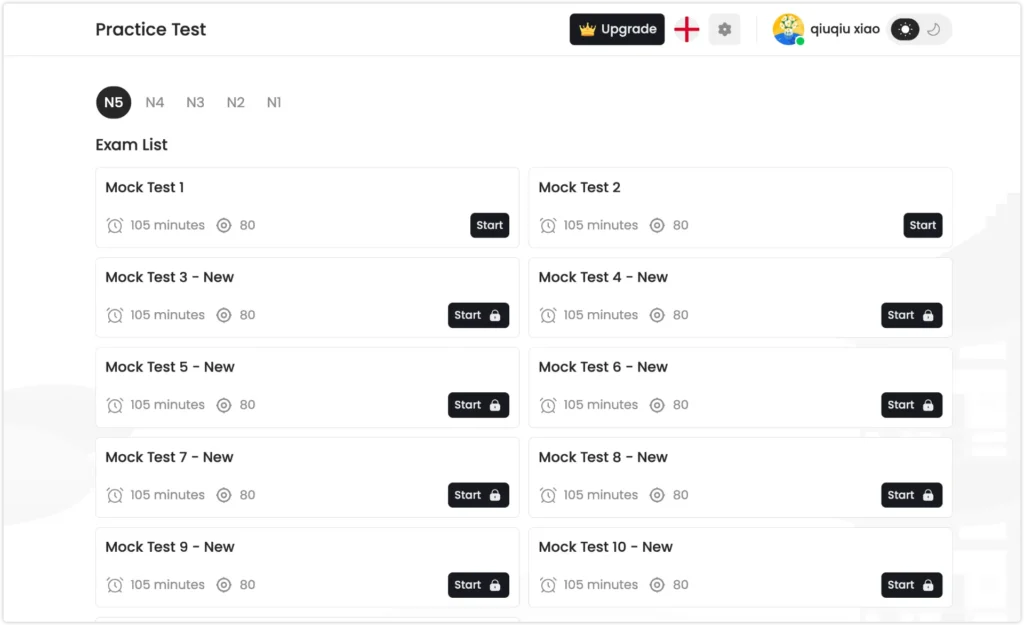 Practice Test
Upgrade
qiuqiu xiao
N5 N4 N3 N2 N1
Exam List
Mock Test 1
105 minutes 80 Start
Mock Test 2
105 minutes 80 Start
Mock Test 3 - New
105 minutes 80 Start
Mock Test 4 - New
105 minutes 80 Start
Mock Test 5 - New
105 minutes 80 Start
Mock Test 6 - New
105 minutes 80 Start
Mock Test 7 - New
105 minutes 80 Start
Mock Test 8 - New
105 minutes 80 Start
Mock Test 9 - New
105 minutes 80 Start
Mock Test 10 - New
105 minutes 80 Start